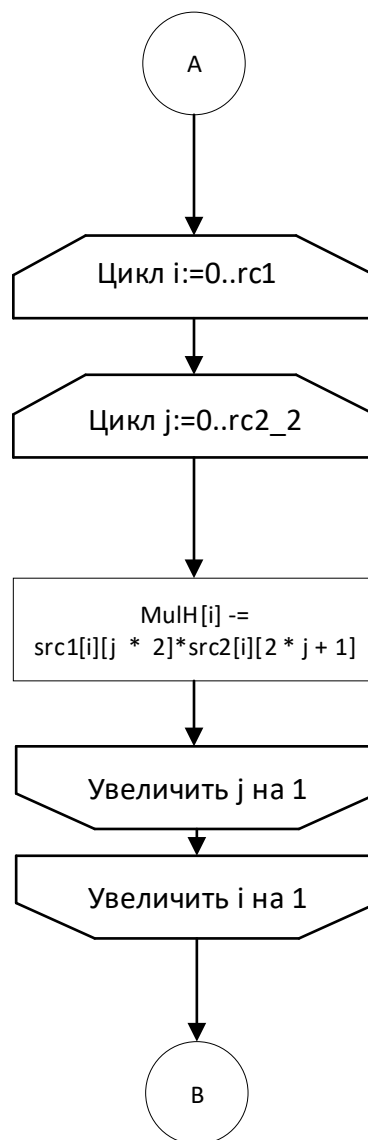 A
Цикл i:=0..rc1
Цикл j:=0..rc2_2
MulH[i] -=
src1[i][j * 2]*src2[i][2 * j + 1]
Увеличить j на 1
Увеличить i на 1
B